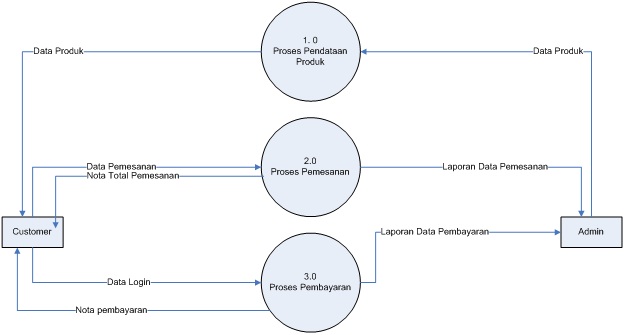 1. 0
Proses Pendataan
Produk
Data Produk
Data Produk
2.0
Proses Pemesanan
Data Pemesanan
Nota Total Pemesanan
Laporan Data Pemesanan
Customer
Admin
Laporan Data Pembayaran
3.0
Proses Pembayaran
Data Login
Nota pembayaran